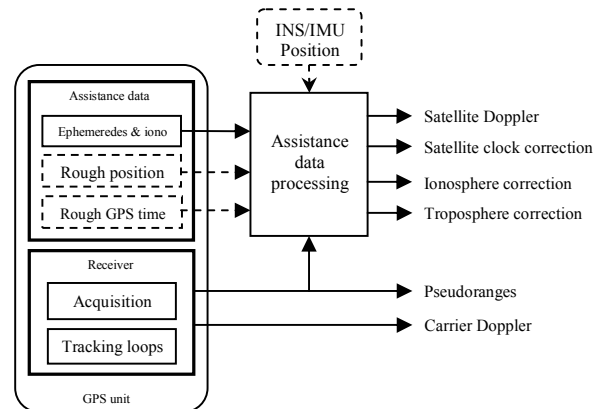 INS/IMU
Position
Assistance data
Ephemeredes & iono
Rough position
Rough GPS time
Assistance
data
processing
Satellite Doppler
Satellite clock correction
Ionosphere correction
Troposphere correction
Receiver
Acquisition
Tracking loops
Pseudoranges
Carrier Doppler
GPS unit